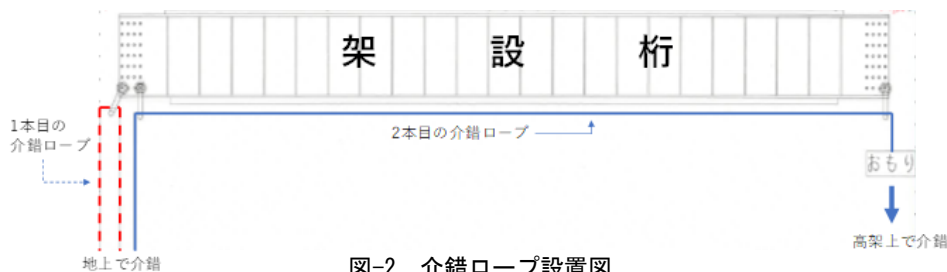 架設桁
1本目の
介錯ロープ
2本目の介錯ロープ
おもり
高架上で介錯
地上で介錯
図-2 介錯ロープ設置図